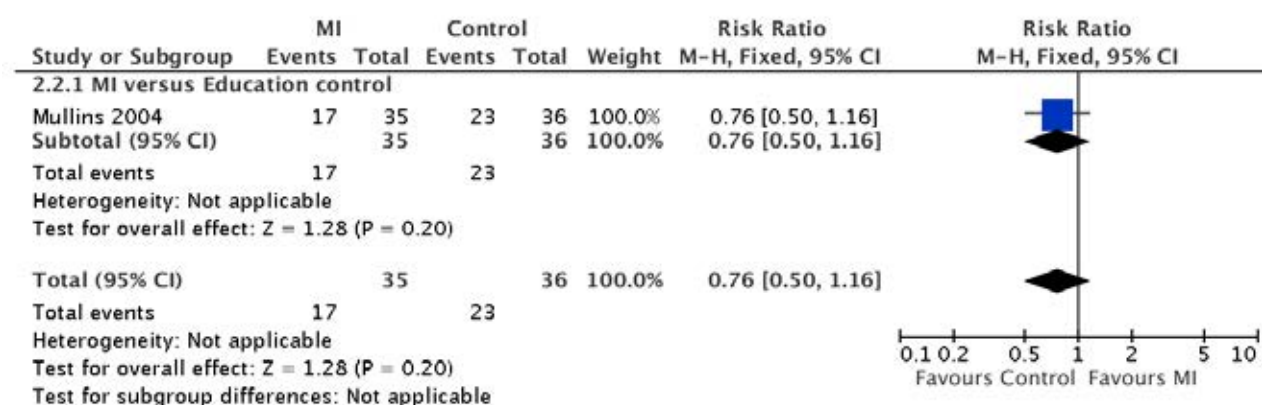 MI Control Risk Ratio Risk Ratio
Study or Subgroup Events Total Events Total Weight M-H, Fixed, 95% CI M-H, Fixed, 95% CI
2.2.1 MI versus Education control
Mullins 2004 17 35 23 36 100.0% 0.76 [0.50, 1.16]
Subtotal (95% CI) 35 36 100.0% 0.76 [0.50, 1.16]
Total events 17 23
Heterogeneity: Not applicable
Test for overall effect: Z = 1.28 (P = 0.20)
Total (95% CI) 35 36 100.0% 0.76 [0.50, 1.16]
Total events 17 23
Heterogeneity: Not applicable
Test for overall effect: Z = 1.28 (P = 0.20)
Test for subgroup differences: Not applicable
0.1 0.2 0.5 1 2 5 10
Favours Control Favours MI